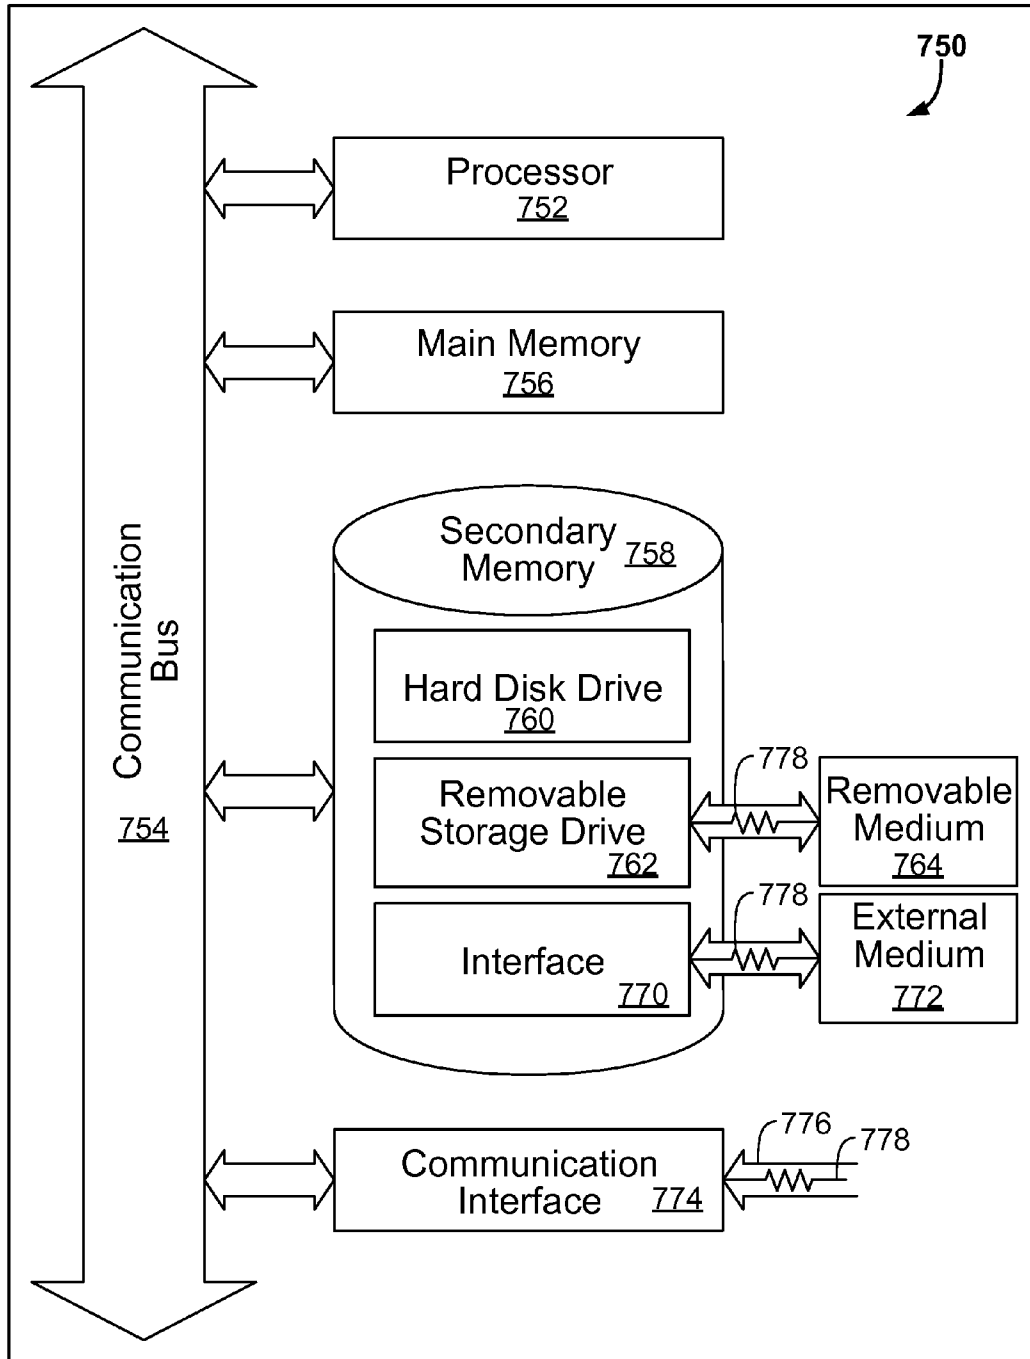 750
Processor
752
Main Memory
756
Secondary
Memory
758
Communication
Bus
754
Hard Disk Drive
760
Removable
Storage Drive
762
778
Removable
Medium
764
Interface
770
778
External
Medium
772
Communication
Interface
774
776
778